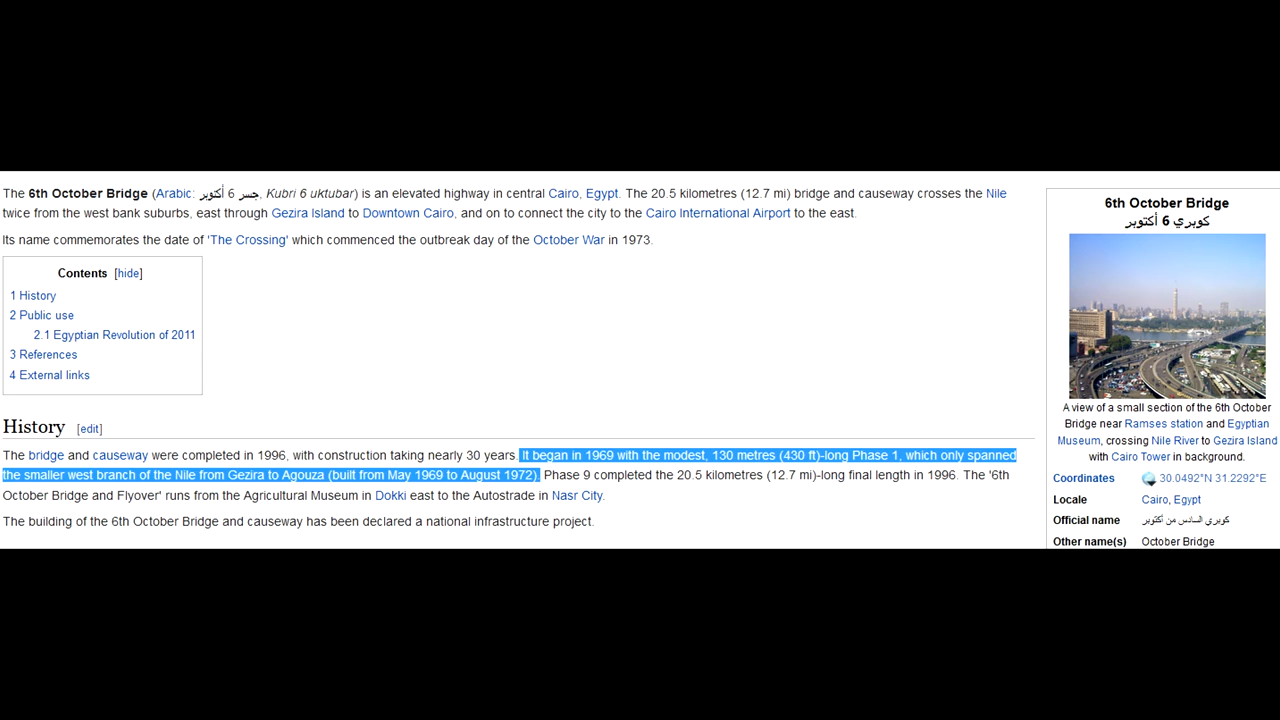 The 6th October Bridge (Arabic: جسر 6 أكتوبر, Kubri 6 uktubar) is an elevated highway in central Cairo, Egypt. The 20.5 kilometres (12.7 mi) bridge and causeway crosses the Nile
twice from the west bank suburbs, east through Gezira Island to Downtown Cairo, and on to connect the city to the Cairo International Airport to the east.
Its name commemorates the date of 'The Crossing' which commenced the outbreak day of the October War in 1973.
Contents [hide]
1 History
2 Public use
2.1 Egyptian Revolution of 2011
3 References
4 External links
History [edit]
The bridge and causeway were completed in 1996, with construction taking nearly 30 years. It began in 1969 with the modest, 130 metres (430 ft)-long Phase 1, which only spanned
the smaller west branch of the Nile from Gezira to Agouza (built from May 1969 to August 1972). Phase 9 completed the 20.5 kilometres (12.7 mi)-long final length in 1996. The '6th
October Bridge and Flyover' runs from the Agricultural Museum in Dokki east to the Autostrade in Nasr City.
The building of the 6th October Bridge and causeway has been declared a national infrastructure project.
6th October Bridge
كوبري 6 أكتوبر
A view of a small section of the 6th October
Bridge near Ramses station and Egyptian
Museum, crossing Nile River to Gezira Island
with Cairo Tower in background.
Coordinates 30.0492°N 31.2292°E
Locale Cairo, Egypt
Official name كوبري السادس من أكتوبر
Other name(s) October Bridge